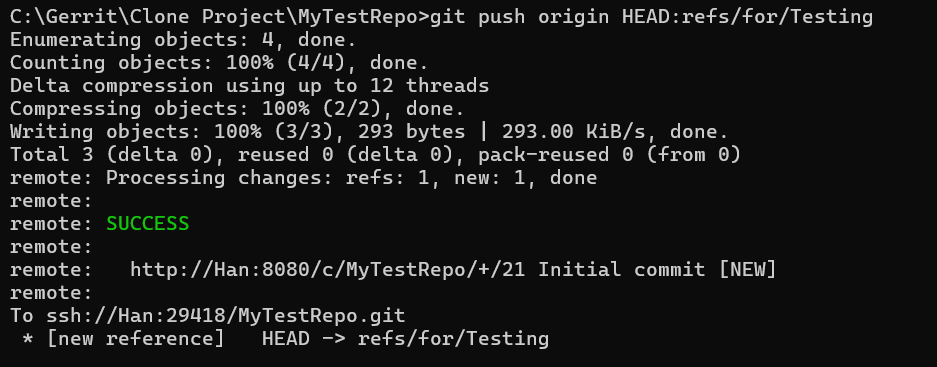 C:\Gerrit\Clone Project\MyTestRepo>git push origin HEAD:refs/for/Testing
Enumerating objects: 4, done.
Counting objects: 100% (4/4), done.
Delta compression using up to 12 threads
Compressing objects: 100% (2/2), done.
Writing objects: 100% (3/3), 293 bytes | 293.00 KiB/s, done.
Total 3 (delta 0), reused 0 (delta 0), pack-reused 0 (from 0)
remote: Processing changes: refs: 1, new: 1, done
remote:
remote: SUCCESS
remote:
remote:   http://Han:8080/c/MyTestRepo/+/21 Initial commit [NEW]
remote:
To ssh://Han:29418/MyTestRepo.git
 * [new reference]   HEAD -> refs/for/Testing